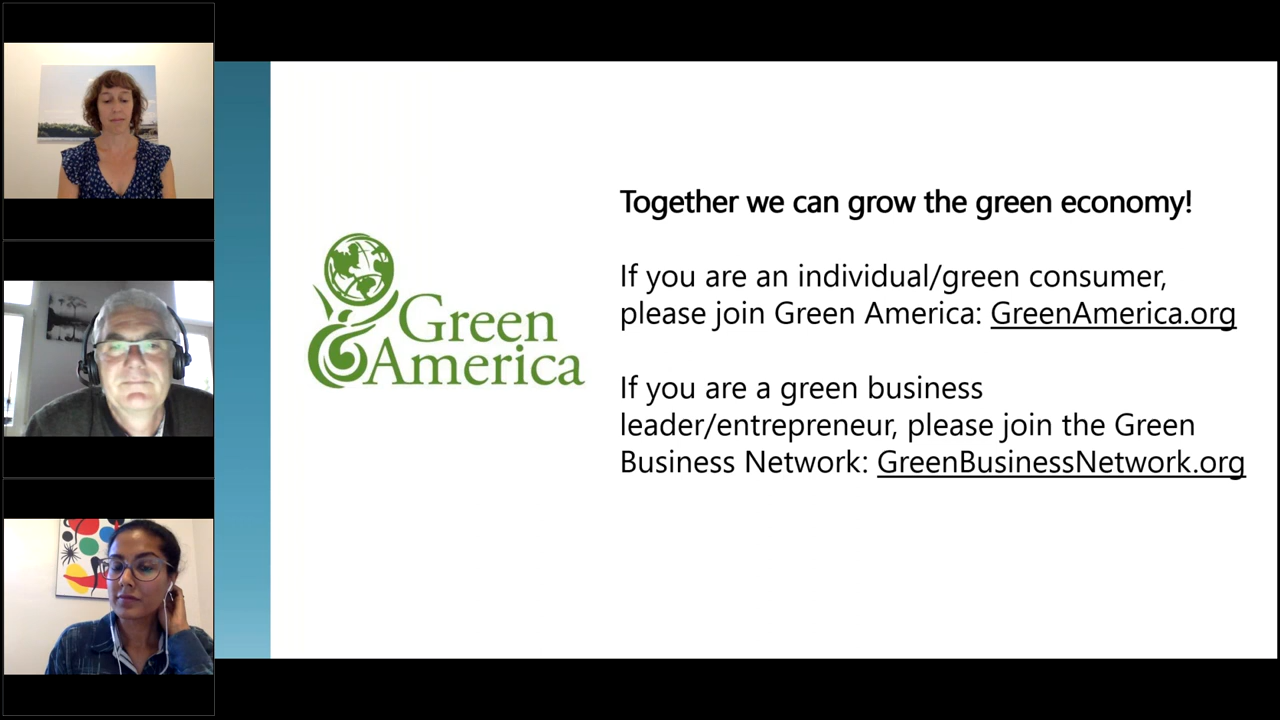 Green
America
Together we can grow the green economy!
If you are an individual/green consumer,
please join Green America: GreenAmerica.org
If you are a green business
leader/entrepreneur, please join the Green
Business Network: GreenBusinessNetwork.org